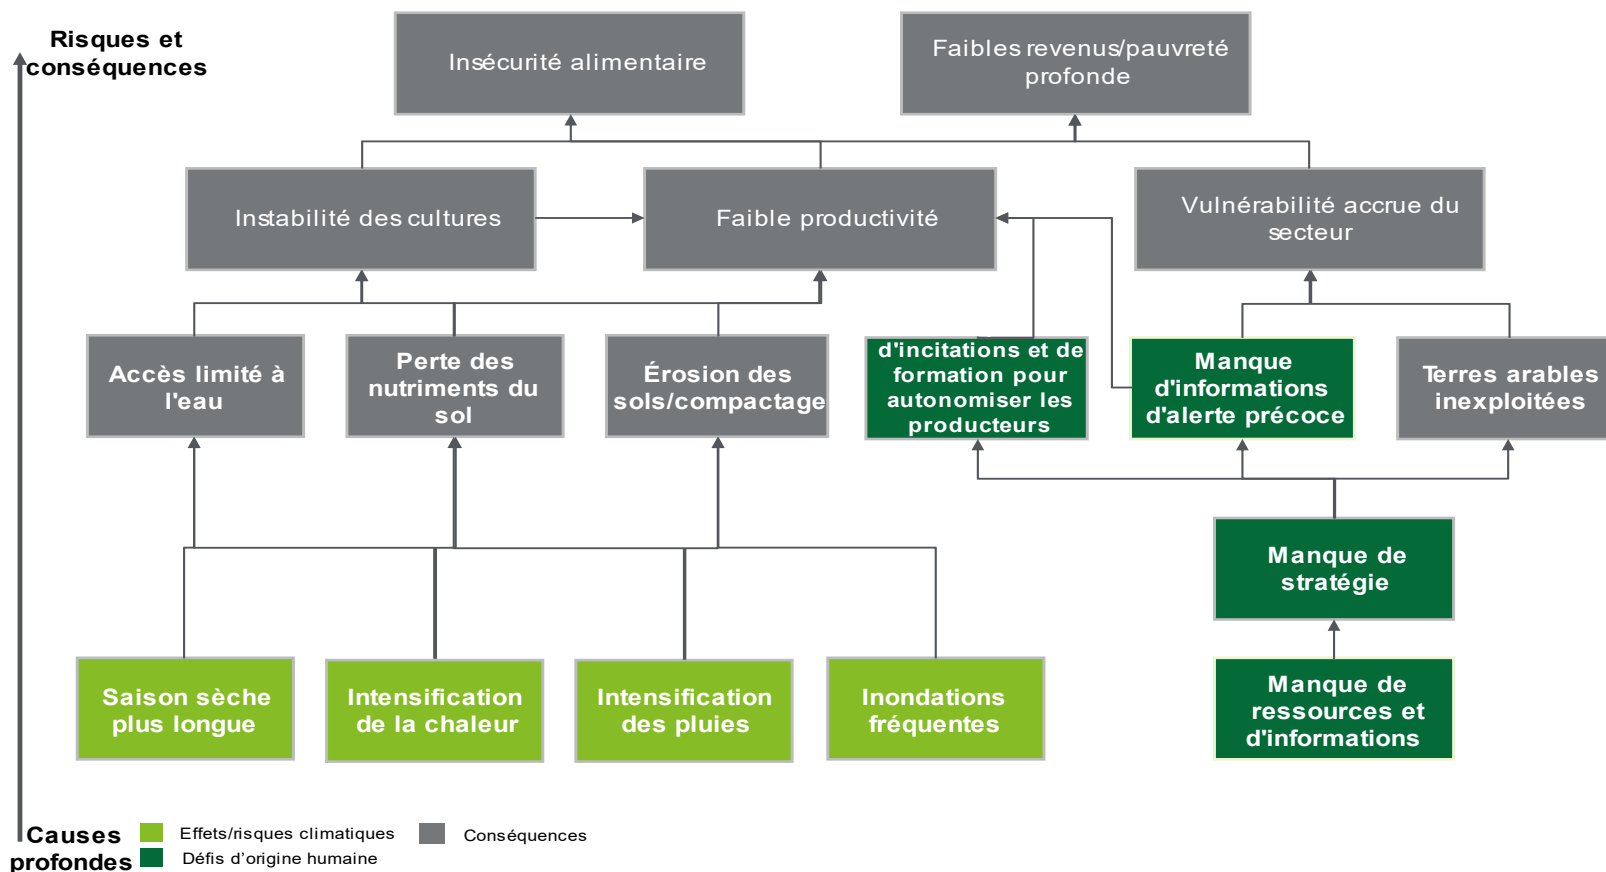 Risques et
conséquences
Insécurité alimentaire
Faibles revenus/pauvreté
profonde
Instabilité des cultures
Faible productivité
Vulnérabilité accrue du
secteur
Accès limité à
l'eau
Perte des
nutriments du
sol
Érosion des
sols/compactage
d'incitations et de
formation pour
autonomiser les
producteurs
Manque
d'informations
d'alerte précoce
Terres arables
inexploitées
Manque de
stratégie
Saison sèche
plus longue
Intensification
de la chaleur
Intensification
des pluies
Inondations
fréquentes
Manque de
ressources et
d'informations
Causes
profondes
Effets/risques climatiques
Conséquences
Défis d'origine humaine